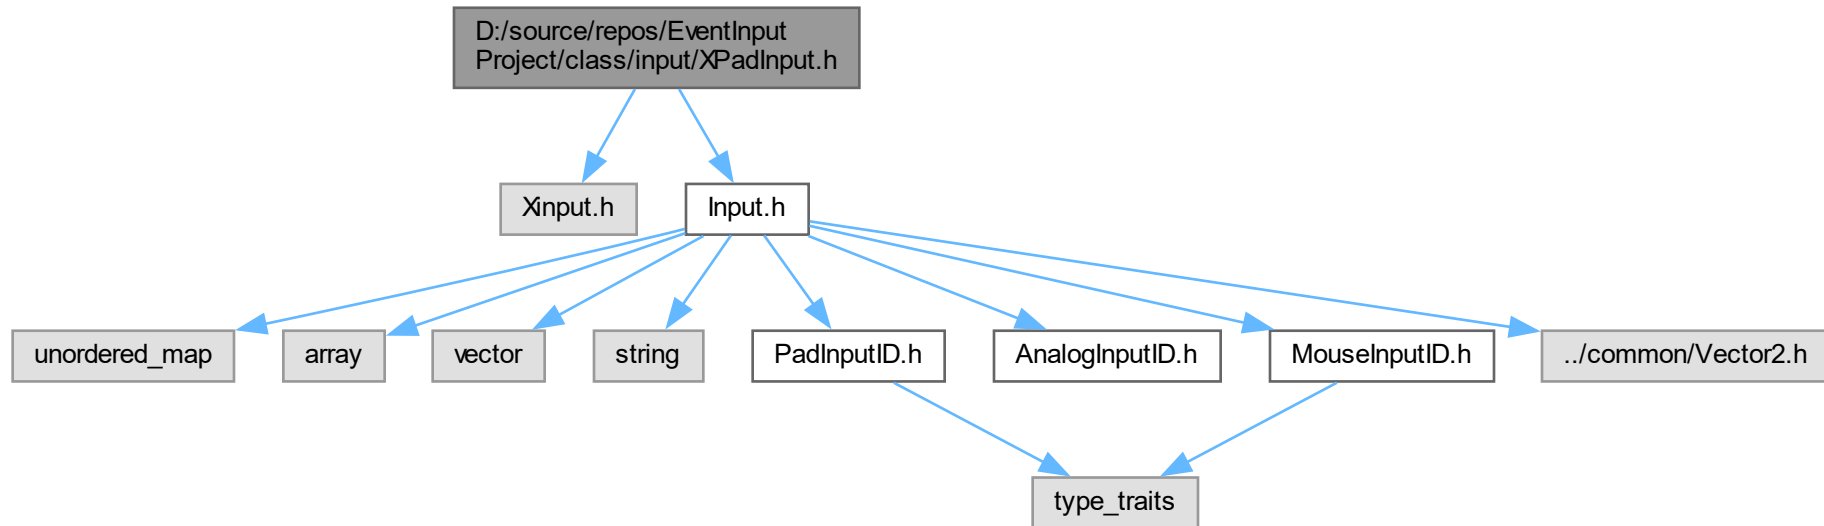 D:/source/repos/EventInput
Project/class/input/XPadInput.h
Xinput.h
Input.h
unordered_map
array
vector
string
PadInputID.h
AnalogInputID.h
MouseInputID.h
../common/Vector2.h
type_traits